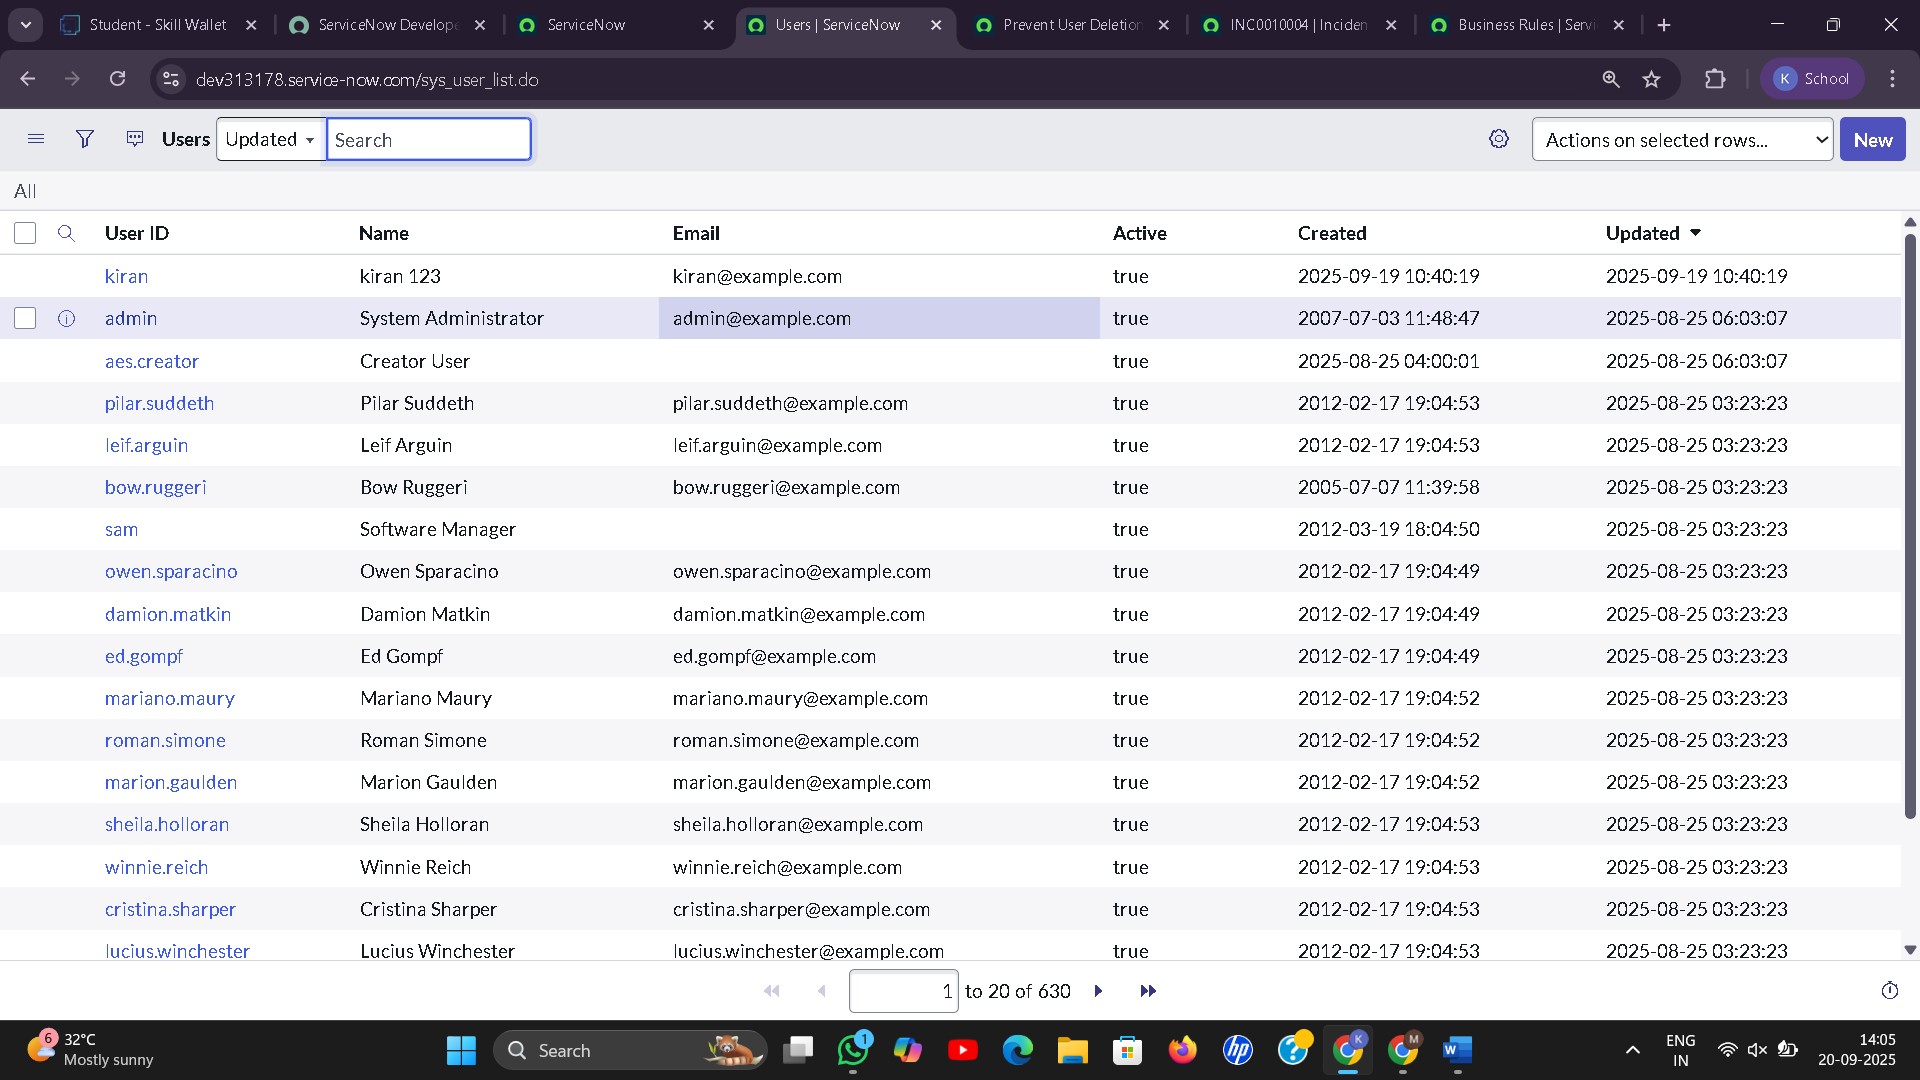 Student - Skill Wallet
ServiceNow Develope
ServiceNow
Users | ServiceNow
Prevent User Deletion
INC0010004 | Inciden
Business Rules | Servi
dev313178.service-now.com/sys_user_list.do
K School
Users Updated Search Actions on selected rows... New
All
User ID Name Email Active Created Updated
kiran kiran 123 kiran@example.com true 2025-09-19 10:40:19 2025-09-19 10:40:19
admin System Administrator admin@example.com true 2007-07-03 11:48:47 2025-08-25 06:03:07
aes.creator Creator User true 2025-08-25 04:00:01 2025-08-25 06:03:07
pilar.suddeth Pilar Suddeth pilar.suddeth@example.com true 2012-02-17 19:04:53 2025-08-25 03:23:23
leif.arguin Leif Arguin leif.arguin@example.com true 2012-02-17 19:04:53 2025-08-25 03:23:23
bow.ruggeri Bow Ruggeri bow.ruggeri@example.com true 2005-07-07 11:39:58 2025-08-25 03:23:23
sam Software Manager true 2012-03-19 18:04:50 2025-08-25 03:23:23
owen.sparacino Owen Sparacino owen.sparacino@example.com true 2012-02-17 19:04:49 2025-08-25 03:23:23
damion.matkin Damion Matkin damion.matkin@example.com true 2012-02-17 19:04:49 2025-08-25 03:23:23
ed.gompf Ed Gompf ed.gompf@example.com true 2012-02-17 19:04:49 2025-08-25 03:23:23
mariano.maury Mariano Maury mariano.maury@example.com true 2012-02-17 19:04:52 2025-08-25 03:23:23
roman.simone Roman Simone roman.simone@example.com true 2012-02-17 19:04:52 2025-08-25 03:23:23
marion.gaulden Marion Gaulden marion.gaulden@example.com true 2012-02-17 19:04:52 2025-08-25 03:23:23
sheila.holloran Sheila Holloran sheila.holloran@example.com true 2012-02-17 19:04:53 2025-08-25 03:23:23
winnie.reich Winnie Reich winnie.reich@example.com true 2012-02-17 19:04:53 2025-08-25 03:23:23
cristina.sharper Cristina Sharper cristina.sharper@example.com true 2012-02-17 19:04:53 2025-08-25 03:23:23
lucius.winchester Lucius Winchester lucius.winchester@example.com true 2012-02-17 19:04:53 2025-08-25 03:23:23
1 to 20 of 630
6
32°C
Mostly sunny
Search
1
hp
K
M
W
ENG
IN
14:05
20-09-2025